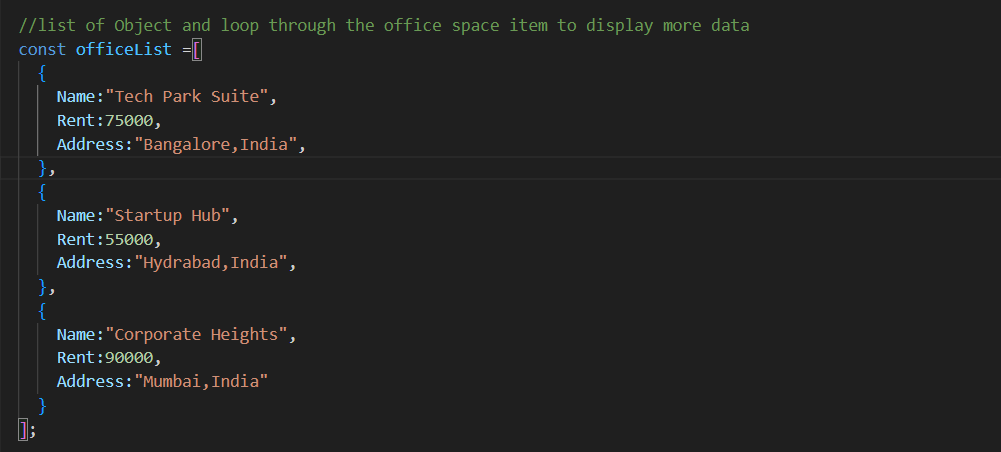 //list of Object and loop through the office space item to display more data
const officeList =[
  {
    Name:"Tech Park Suite",
    Rent:75000,
    Address:"Bangalore,India",
  },
  {
    Name:"Startup Hub",
    Rent:55000,
    Address:"Hydrabad,India",
  },
  {
    Name:"Corporate Heights",
    Rent:90000,
    Address:"Mumbai,India"
  }
];